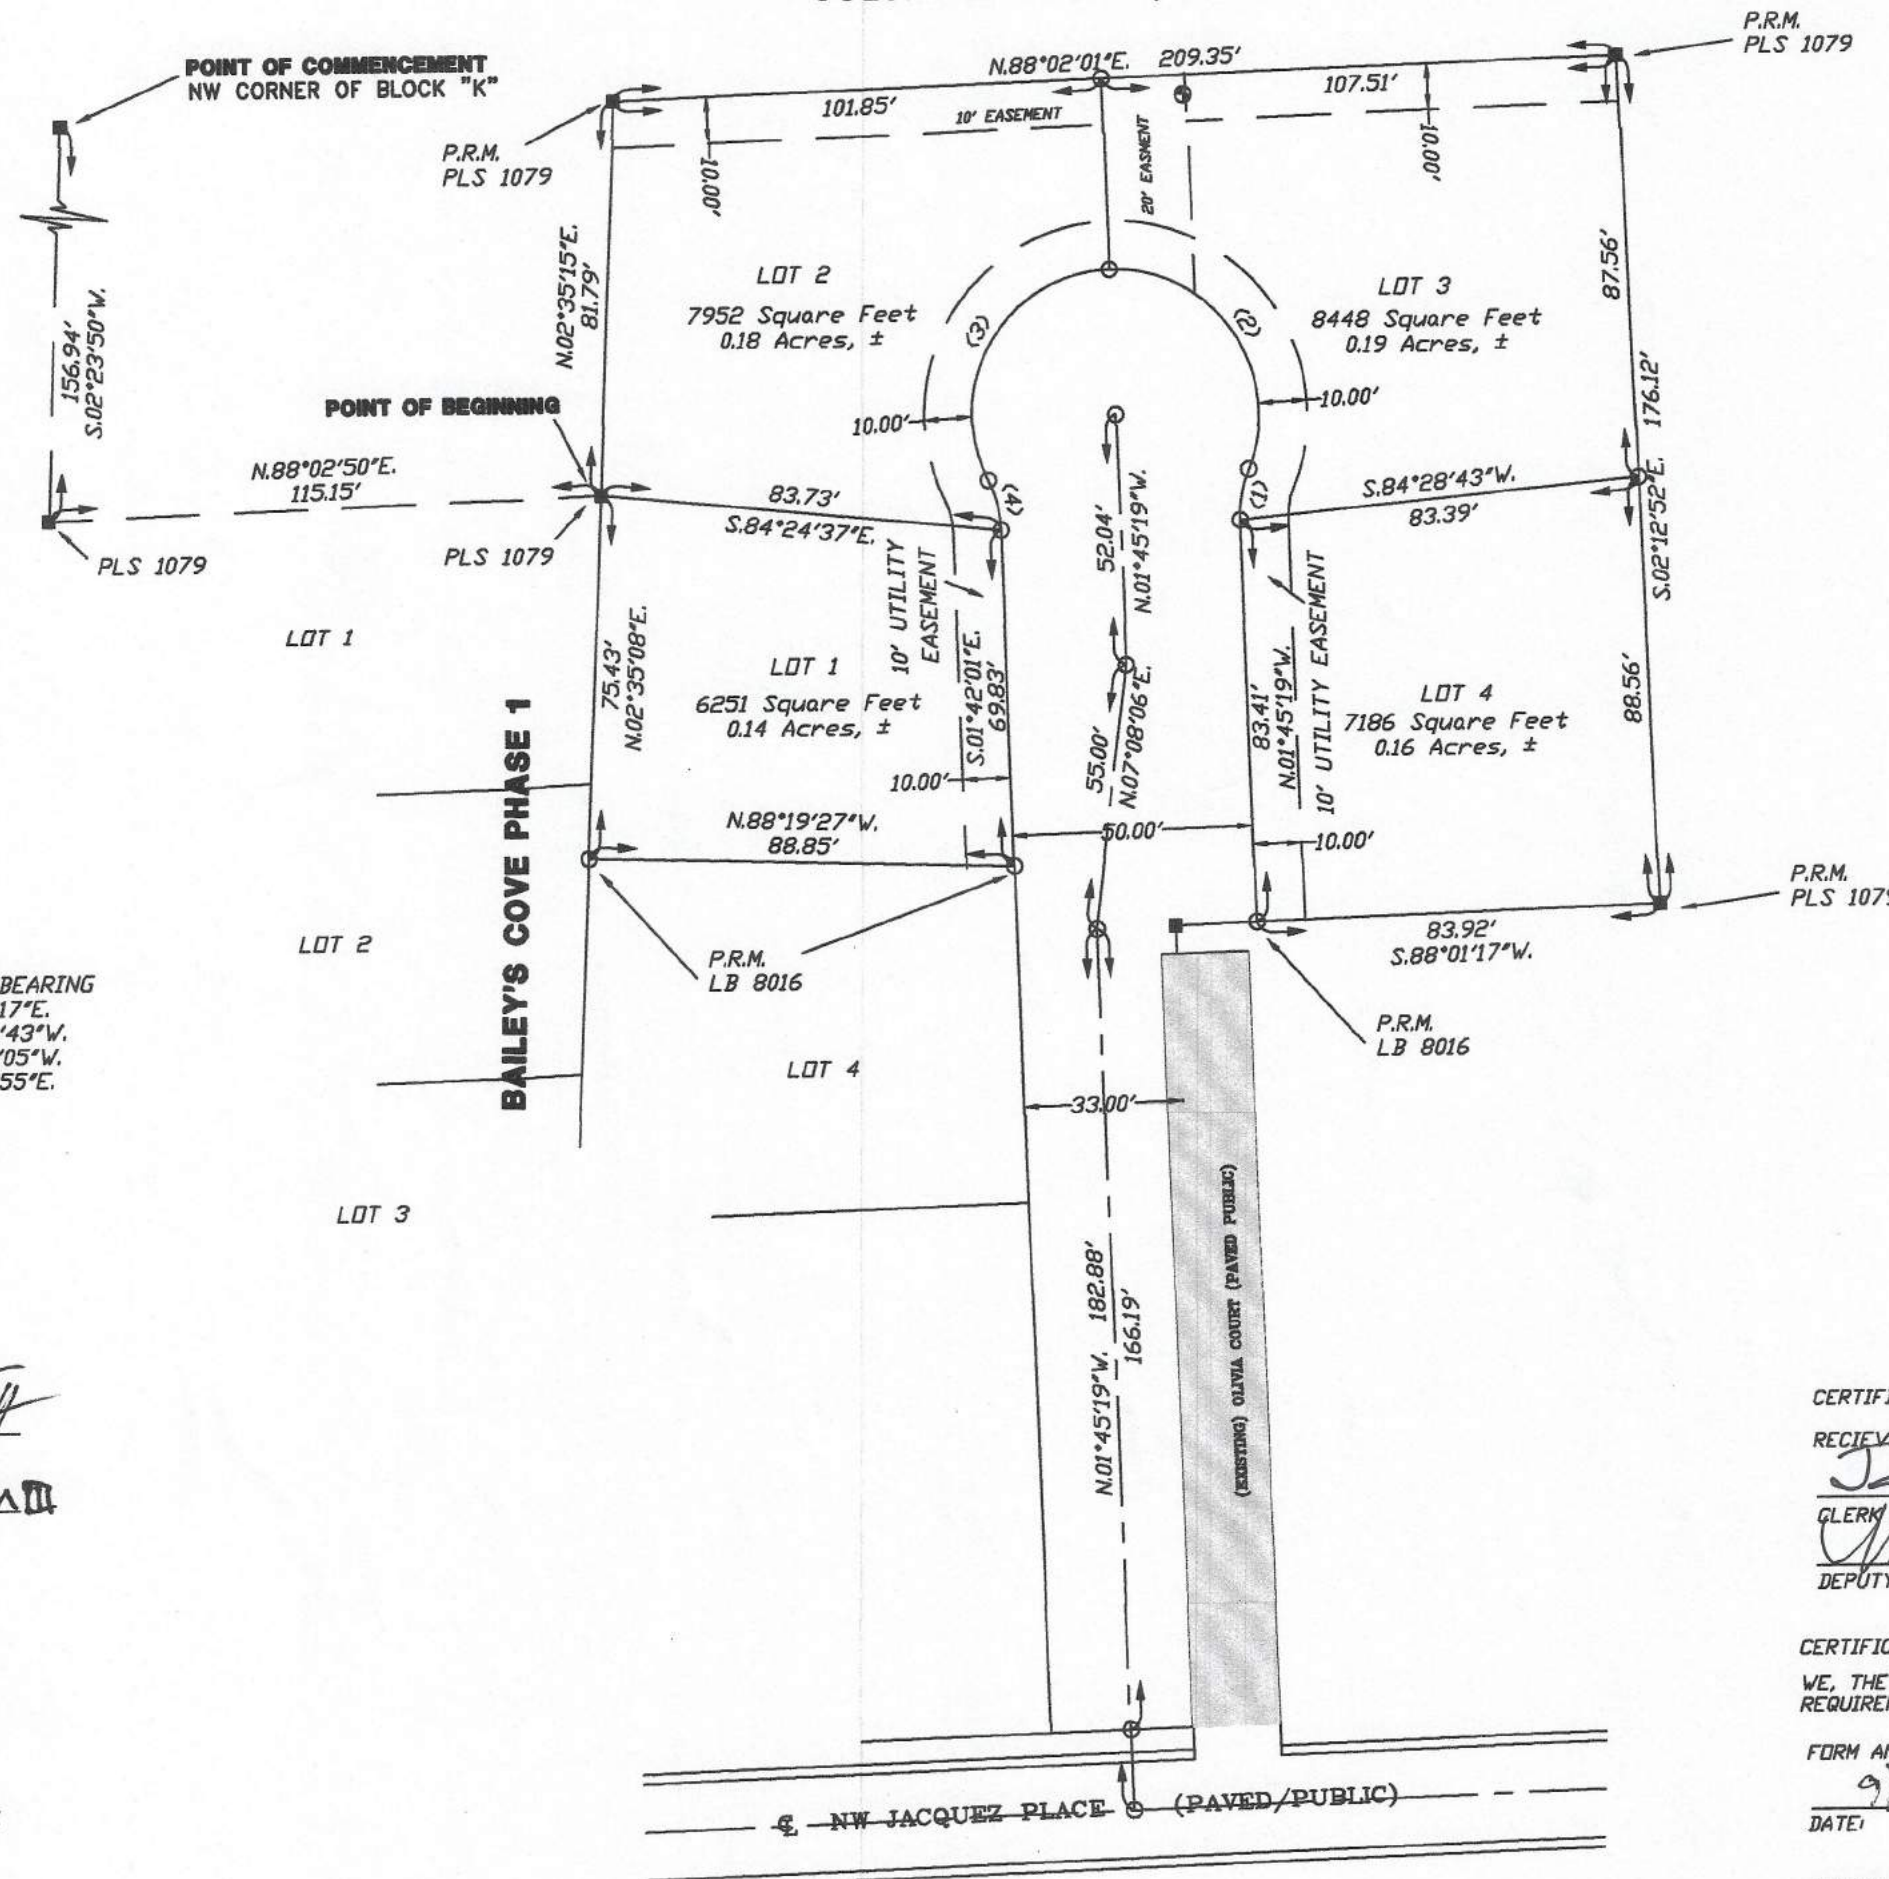 P.R.M.
PLS 1079
POINT OF COMMENCEMENT
NW CORNER OF BLOCK "K"
N.88°02'01"E. 209.35'
101.85'
107.51'
10' EASEMENT
20' EASMENT
10.00'
10.00'
P.R.M.
PLS 1079
N.02°35'15"E.
81.79'
156.94'
S.02°23'50"W.
LOT 2
7952 Square Feet
0.18 Acres, ±
(3)
(2)
LOT 3
8448 Square Feet
0.19 Acres, ±
87.56'
S.02°12'52"E. 176.12'
POINT OF BEGINNING
10.00'
10.00'
N.88°02'50"E.
115.15'
83.73'
S.84°24'37"E.
(4)
(1)
S.84°28'43"W.
83.39'
PLS 1079
PLS 1079
52.04'
N.01°45'19"W.
10' UTILITY
EASEMENT
10' UTILITY EASEMENT
LOT 1
LOT 1
6251 Square Feet
0.14 Acres, ±
75.43'
N.02°35'08"E.
S.01°42'01"E.
69.83'
55.00'
N.07°08'06"E.
83.41'
N.01°45'19"W.
LOT 4
7186 Square Feet
0.16 Acres, ±
88.56'
BAILEY'S COVE PHASE 1
10.00'
N.88°19'27"W.
88.85'
50.00'
10.00'
P.R.M.
PLS 1079
LOT 2
P.R.M.
LB 8016
83.92'
S.88°01'17"W.
BEARING
17"E.
'43"W.
'05"W.
55"E.
P.R.M.
LB 8016
LOT 4
33.00'
LOT 3
(EXISTING) OLIVIA COURT (PAVED PUBLIC)
N.01°45'19"W. 182.88'
166.19'
CERTIFI
RECIEV
CLERK
DEPUTY
CERTIFIC
WE, THE
REQUIRE
FORM A
DATE:
℄ NW JACQUEZ PLACE (PAVED/PUBLIC)